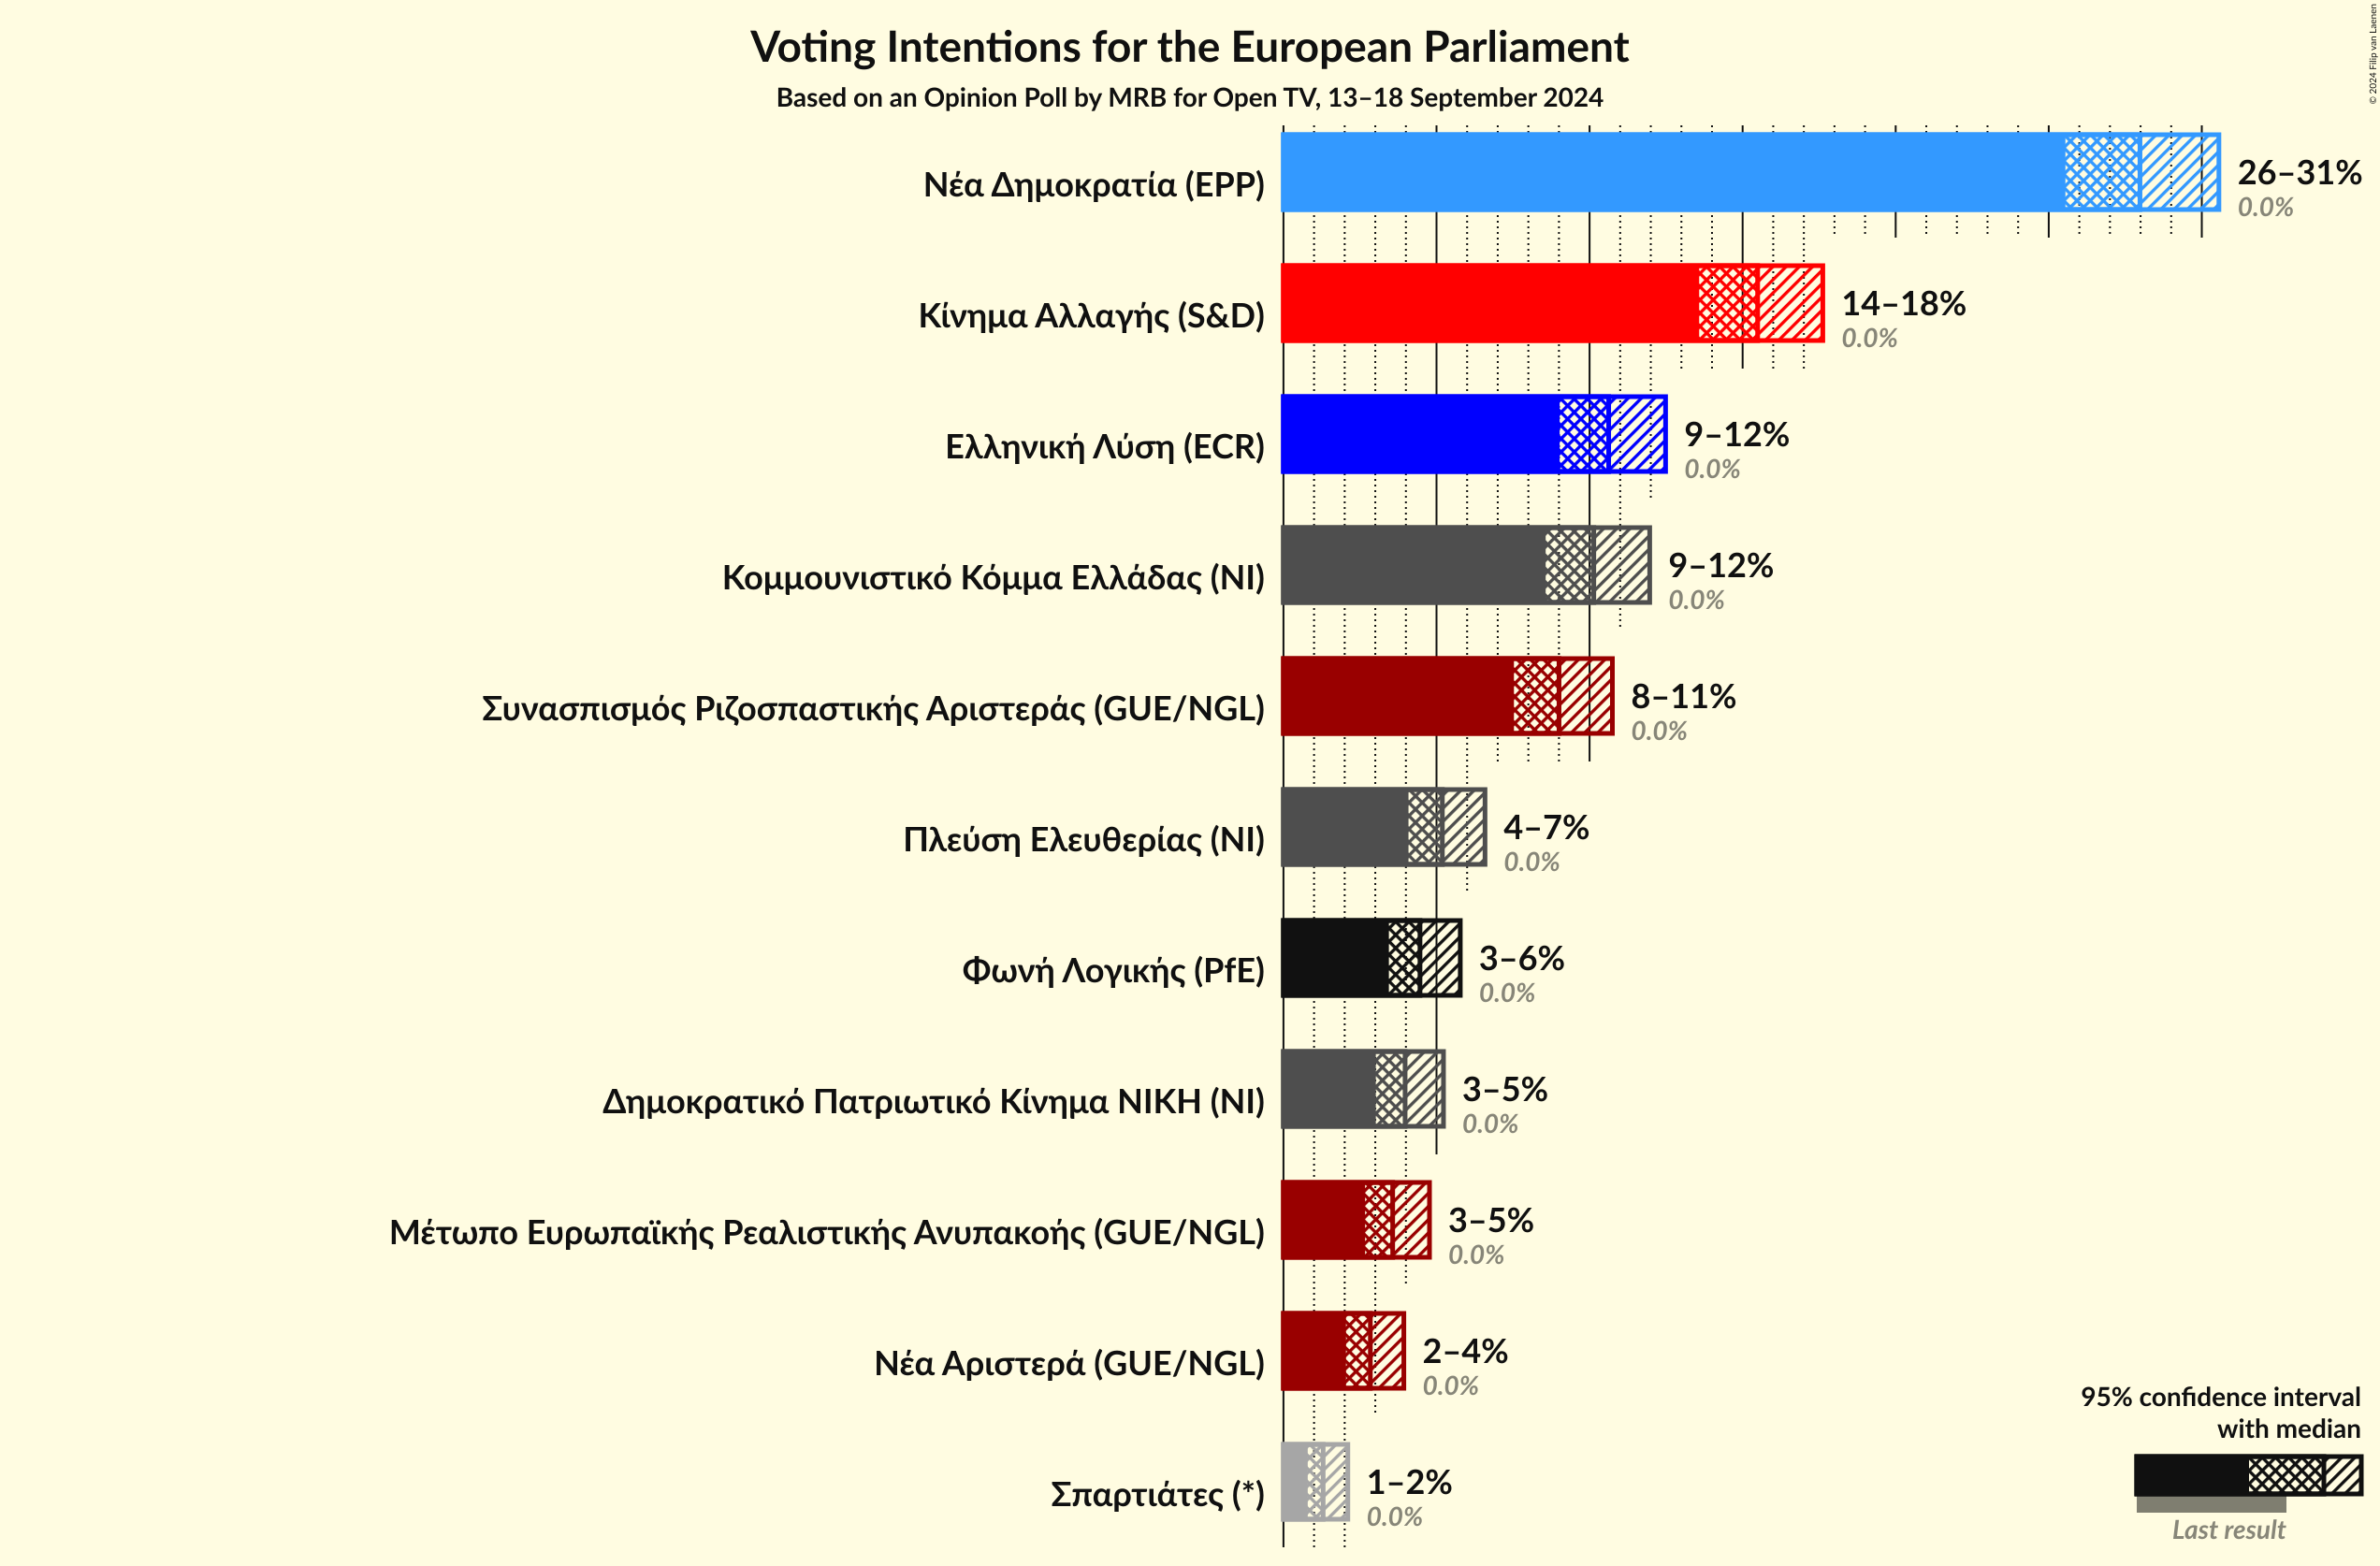 © 2024 Filip van Laenen
Voting Intentions for the European Parliament
Based on an Opinion Poll by MRB for Open TV, 13–18 September 2024
Νέα Δημοκρατία (EPP)
26–31%
0.0%
Κίνημα Αλλαγής (S&D)
14–18%
0.0%
Ελληνική Λύση (ECR)
9–12%
0.0%
Κομμουνιστικό Κόμμα Ελλάδας (NI)
9–12%
0.0%
Συνασπισμός Ριζοσπαστικής Αριστεράς (GUE/NGL)
8–11%
0.0%
Πλεύση Ελευθερίας (NI)
4–7%
0.0%
Φωνή Λογικής (PfE)
3–6%
0.0%
Δημοκρατικό Πατριωτικό Κίνημα ΝΙΚΗ (NI)
3–5%
0.0%
Μέτωπο Ευρωπαϊκής Ρεαλιστικής Ανυπακοής (GUE/NGL)
3–5%
0.0%
Νέα Αριστερά (GUE/NGL)
2–4%
0.0%
Σπαρτιάτες (*)
1–2%
0.0%
95% confidence interval
with median
Last result